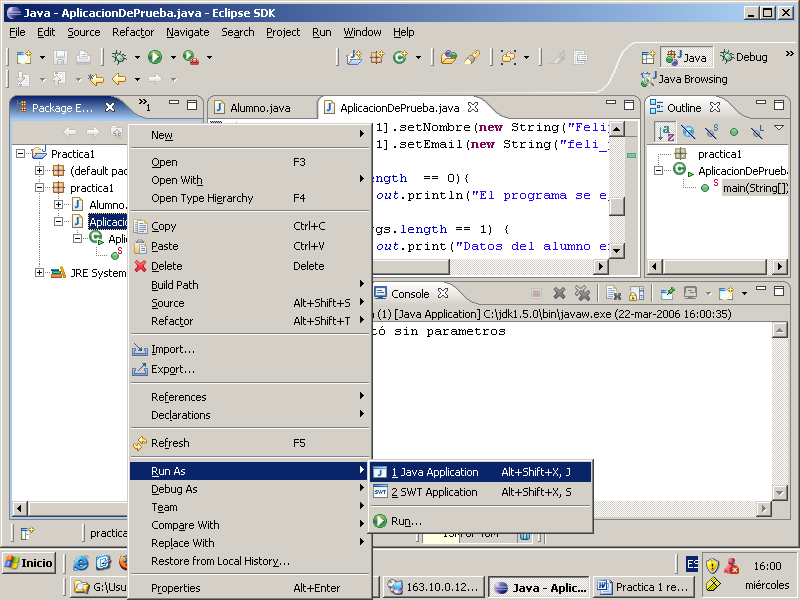 Java - AplicacionDePrueba.java - Eclipse SDK
File Edit Source Refactor Navigate Search Project Run Window Help
Java Debug »
Java Browsing
Package E... »1 Alumno.java AplicacionDePrueba.java Outline
Practica1
(default pac
practica1
Alumno.
Aplicacio
Apli
S
JRE System
New
Open F3
Open With
Open Type Hierarchy F4
Copy Ctrl+C
Paste Ctrl+V
Delete Delete
Build Path
Source Alt+Shift+S
Refactor Alt+Shift+T
Import...
Export...
References
Declarations
Refresh F5
Run As
Debug As
Team
Compare With
Replace With
Restore from Local History...
Properties Alt+Enter
1 Java Application Alt+Shift+X, J
2 SWT Application Alt+Shift+X, S
Run...
1].setNombre(new String("Feli
1].setEmail(new String("feli_
length == 0){
out.println("El programa se e
gs.length == 1) {
out.print("Datos del alumno e
practica1
AplicacionDePrueba
main(String[])
Console
(1) [Java Application] C:\jdk1.5.0\bin\javaw.exe (22-mar-2006 16:00:35)
tó sin parametros
practica
Inicio
G:\Usu
163.10.0.12...
Java - Aplic...
Practica 1 re...
ES
16:00
miércoles